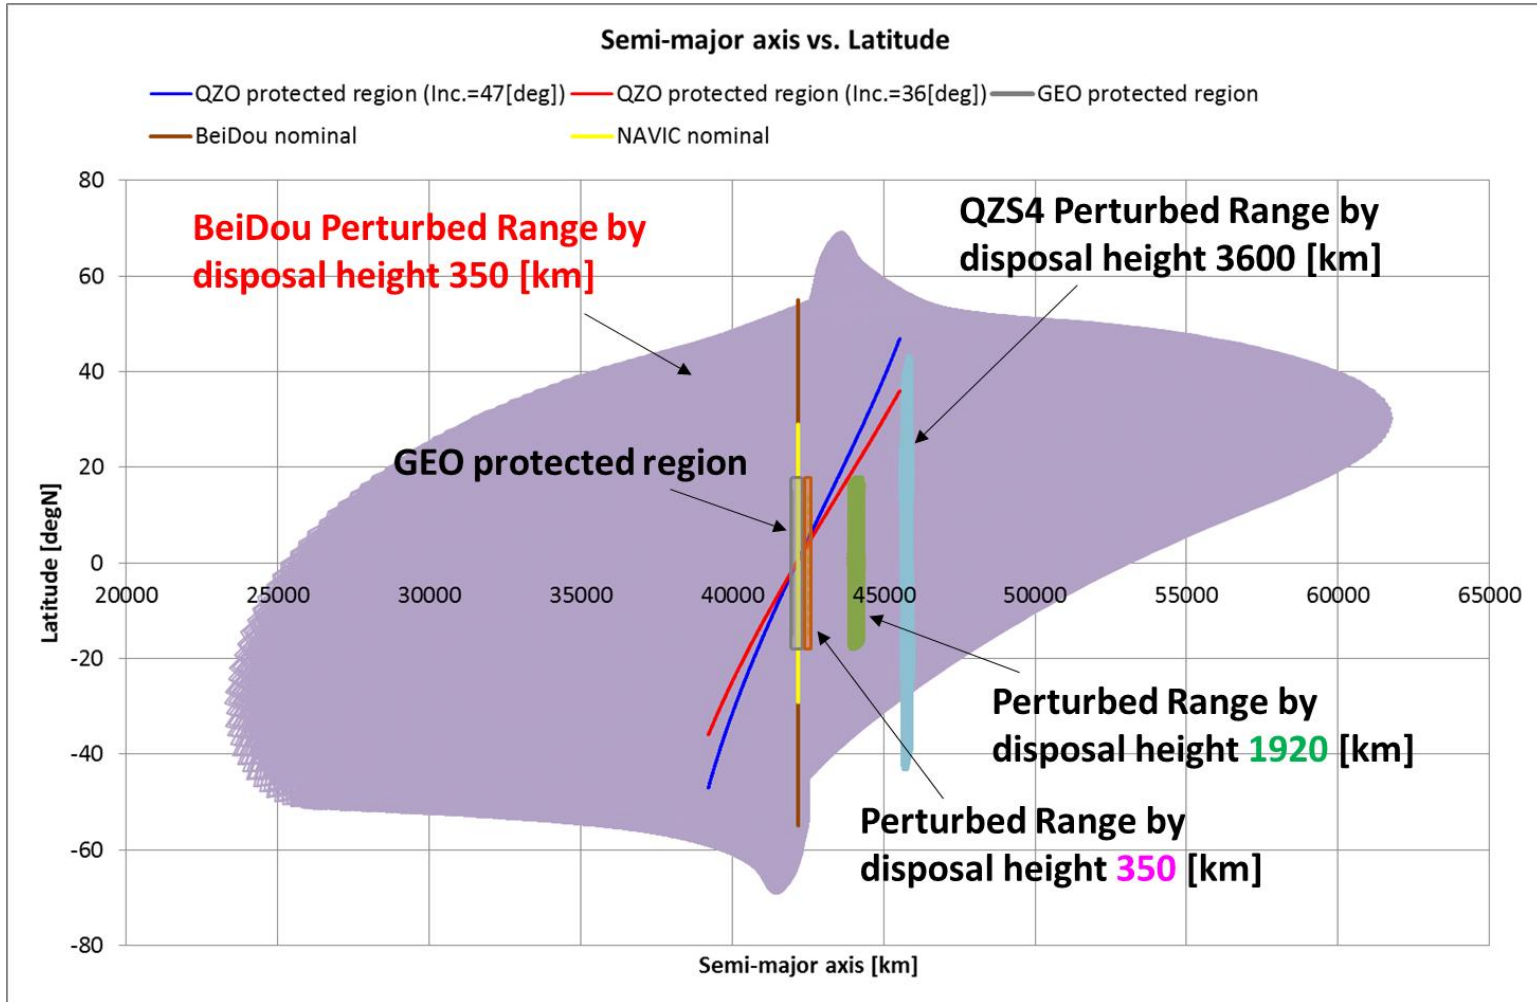 Semi-major axis vs. Latitude
QZO protected region (Inc.=47[deg]) QZO protected region (Inc.=36[deg]) GEO protected region
BeiDou nominal NAVIC nominal
80
60
40
20
0
-20
-40
-60
-80
Latitude [degN]
BeiDou Perturbed Range by
disposal height 350 [km]
QZS4 Perturbed Range by
disposal height 3600 [km]
GEO protected region
20000 25000 30000 35000 40000 45000 50000 55000 60000 65000
Perturbed Range by
disposal height 1920 [km]
Perturbed Range by
disposal height 350 [km]
Semi-major axis [km]